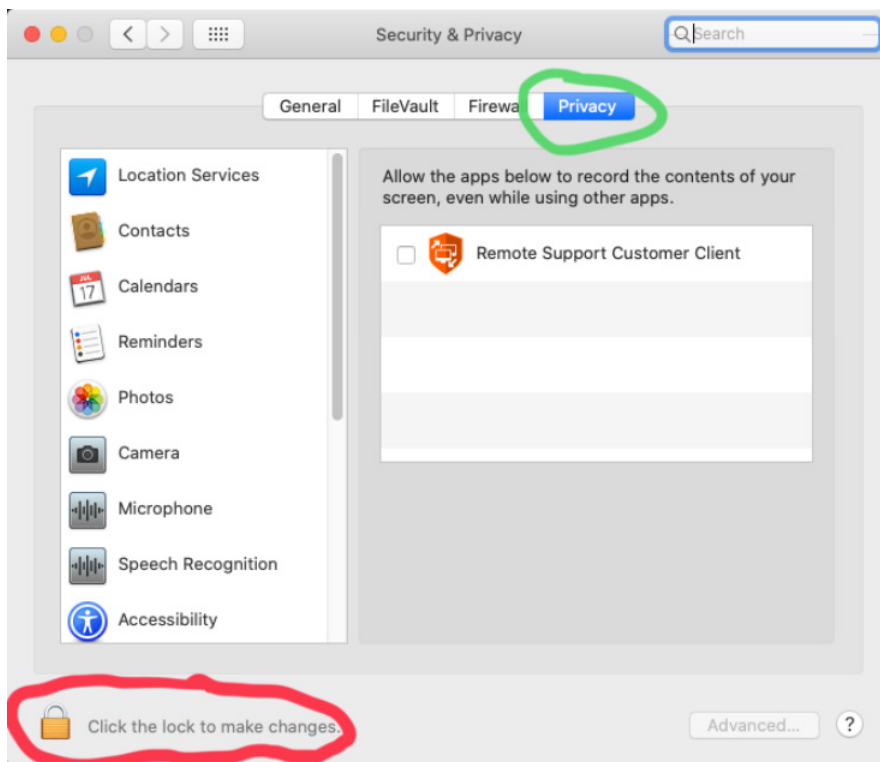 Security & Privacy
Search
General FileVault Firewa Privacy
Location Services
Contacts
JUL
17
Calendars
Reminders
Photos
Camera
Microphone
Speech Recognition
Accessibility
Allow the apps below to record the contents of your
screen, even while using other apps.
Remote Support Customer Client
Click the lock to make changes.
Advanced...
?